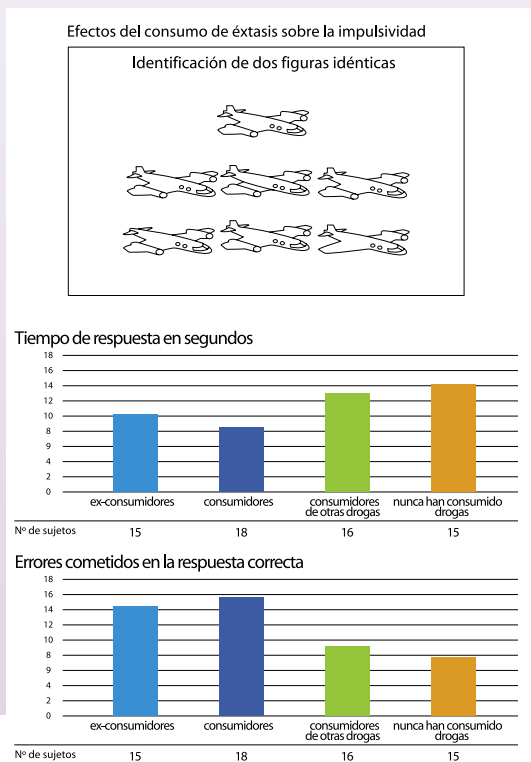 Efectos del consumo de éxtasis sobre la impulsividad
Identificación de dos figuras idénticas
Tiempo de respuesta en segundos
18
16
14
12
10
8
9
4
2
0
ex-consumidores consumidores consumidores de otras drogas nunca han consumido drogas
Nº de sujetos 15 18 16 15
Errores cometidos en la respuesta correcta
18
16
14
12
10
8
9
4
2
0
ex-consumidores consumidores consumidores de otras drogas nunca han consumido drogas
Nº de sujetos 15 18 16 15